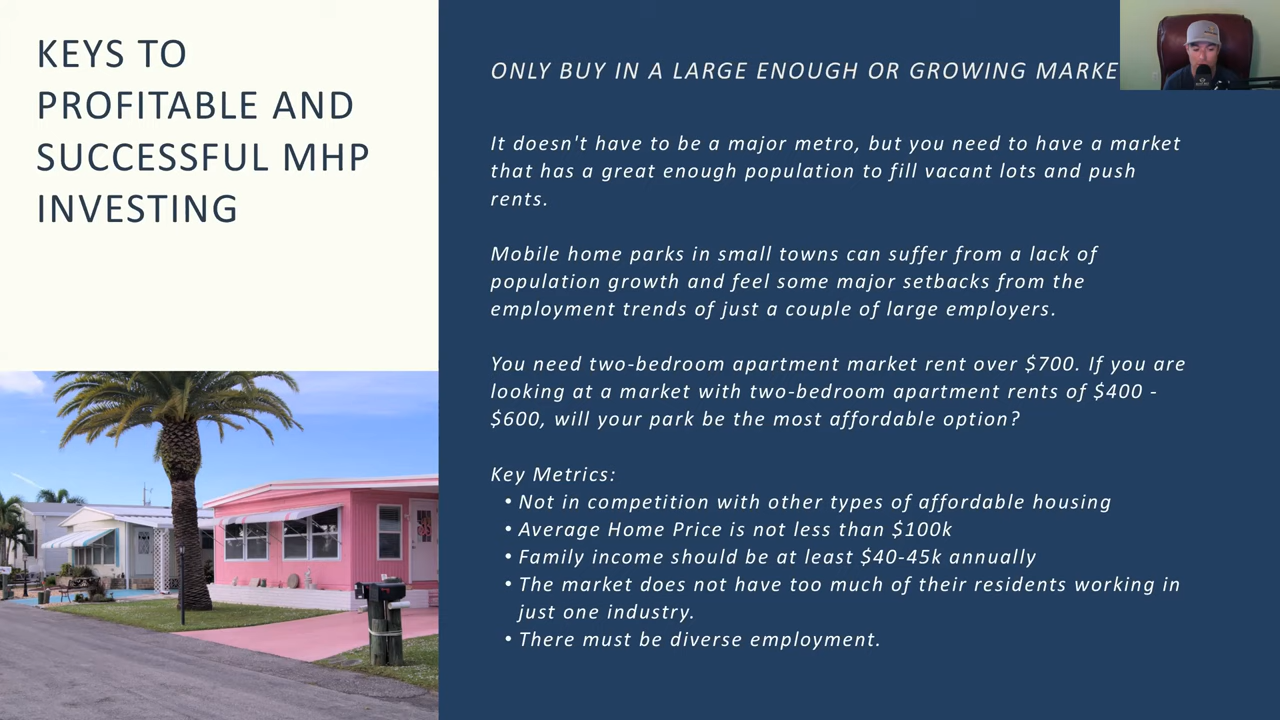 KEYS TO
PROFITABLE AND
SUCCESSFUL MHP
INVESTING
ONLY BUY IN A LARGE ENOUGH OR GROWING MARKE
It doesn't have to be a major metro, but you need to have a market
that has a great enough population to fill vacant lots and push
rents.
Mobile home parks in small towns can suffer from a lack of
population growth and feel some major setbacks from the
employment trends of just a couple of large employers.
You need two-bedroom apartment market rent over $700. If you are
looking at a market with two-bedroom apartment rents of $400 -
$600, will your park be the most affordable option?
Key Metrics:
• Not in competition with other types of affordable housing
• Average Home Price is not less than $100k
• Family income should be at least $40-45k annually
• The market does not have too much of their residents working in
just one industry.
• There must be diverse employment.